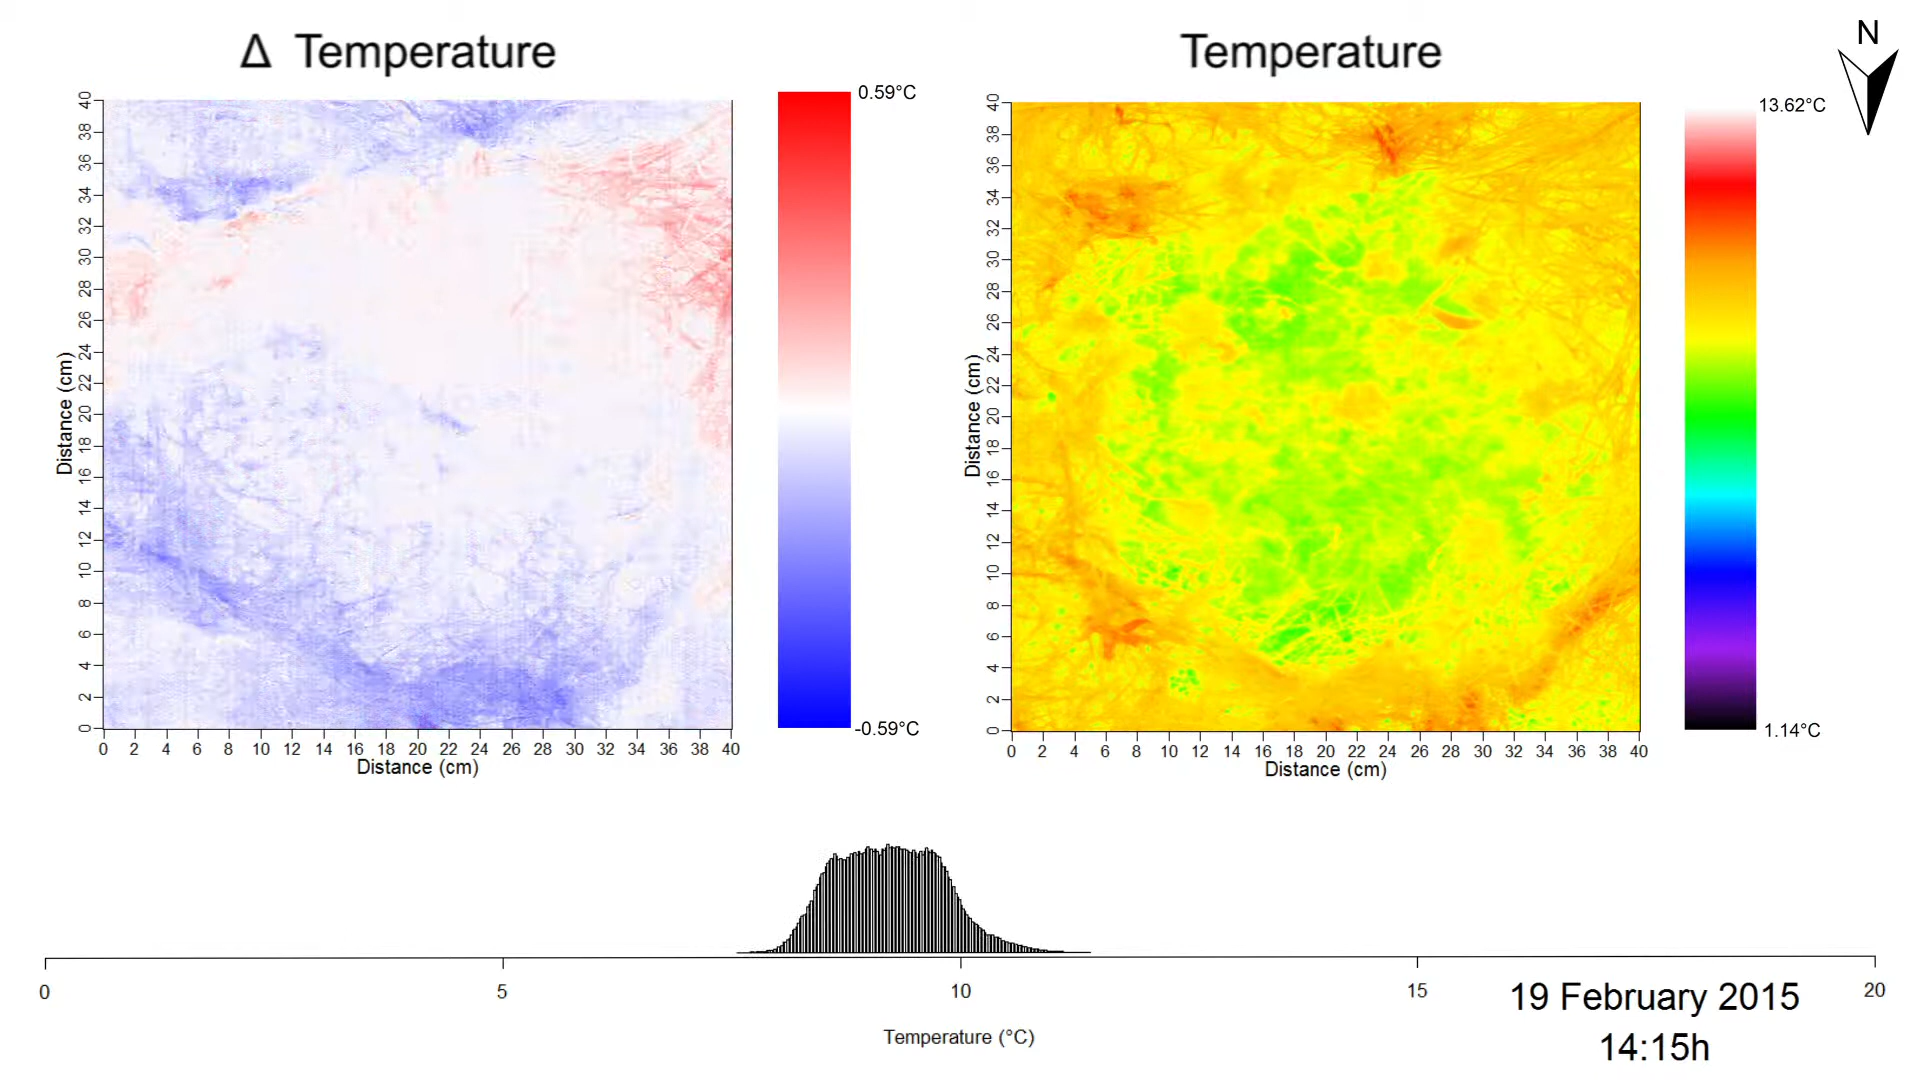 Δ Temperature
Temperature
N
0.59°C
-0.59°C
13.62°C
1.14°C
40
38
36
34
32
30
28
26
24
22
20
18
16
14
12
10
8
6
4
2
0
Distance (cm)
0 2 4 6 8 10 12 14 16 18 20 22 24 26 28 30 32 34 36 38 40
Distance (cm)
40
38
36
34
32
30
28
26
24
22
20
18
16
14
12
10
8
6
4
2
0
Distance (cm)
0 2 4 6 8 10 12 14 16 18 20 22 24 26 28 30 32 34 36 38 40
Distance (cm)
0 5 10 15 20
Temperature (°C)
19 February 2015
14:15h